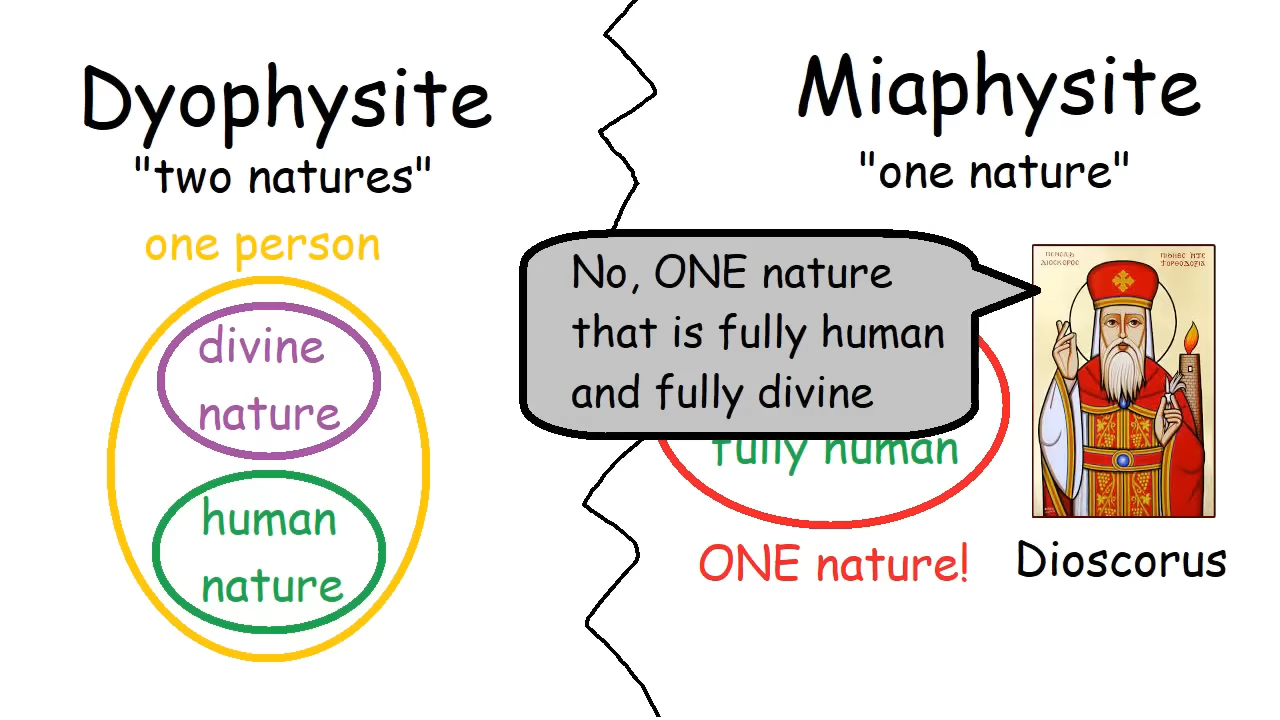 Dyophysite
"two natures"
one person
divine
nature
human
nature
Miaphysite
"one nature"
No, ONE nature
that is fully human
and fully divine
fully human
ONE nature!
Dioscorus